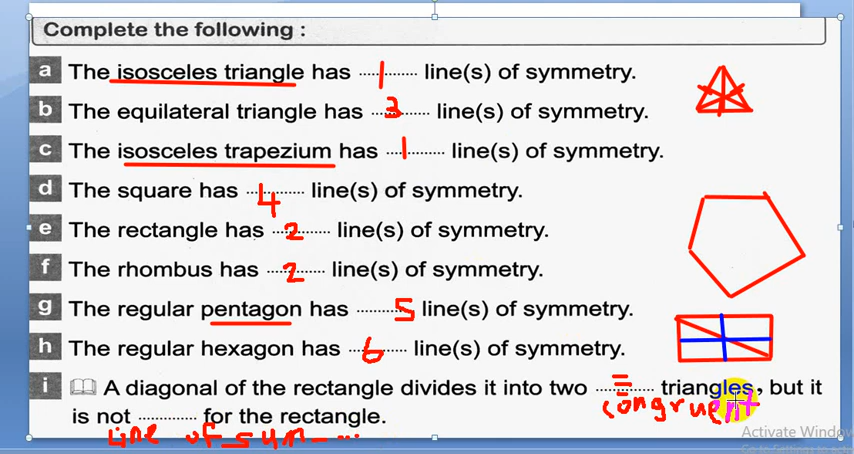 Complete the following :
a The isosceles triangle has .....1..... line(s) of symmetry.
b The equilateral triangle has .....3..... line(s) of symmetry.
c The isosceles trapezium has .....1..... line(s) of symmetry.
d The square has .....4..... line(s) of symmetry.
e The rectangle has .....2..... line(s) of symmetry.
f The rhombus has .....2..... line(s) of symmetry.
g The regular pentagon has .....5 line(s) of symmetry.
h The regular hexagon has .....6..... line(s) of symmetry.
i A diagonal of the rectangle divides it into two .....=..... triangles, but it
congruent
is not ............ for the rectangle.
line of sym....
Activate Windo